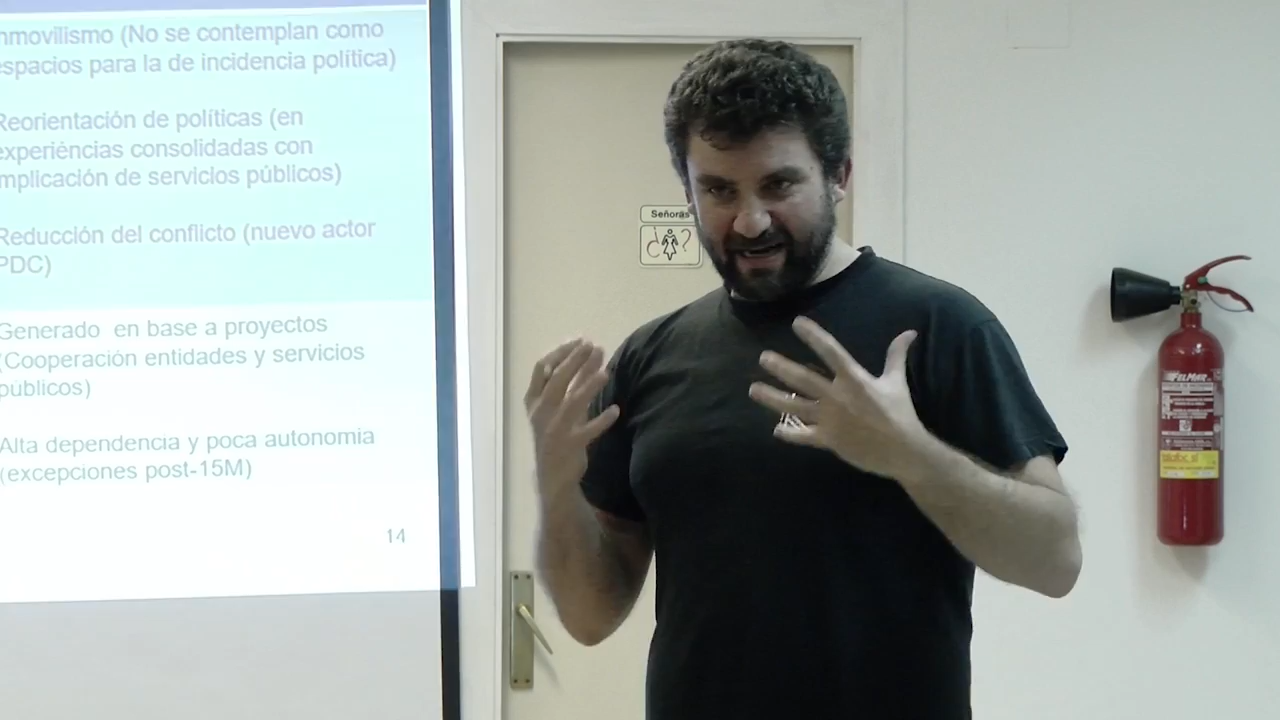 nmovilismo (No se contemplan como
espacios para la de incidencia política)
Reorientación de políticas (en
experiéncias consolidadas con
mplicación de servicios públicos)
Reducción del conflicto (nuevo actor
PDC)
Generado en base a proyectos
(Cooperación entidades y servicios
públicos)
Alta dependencia y poca autonomia
(excepciones post-15M)
14
Señoras